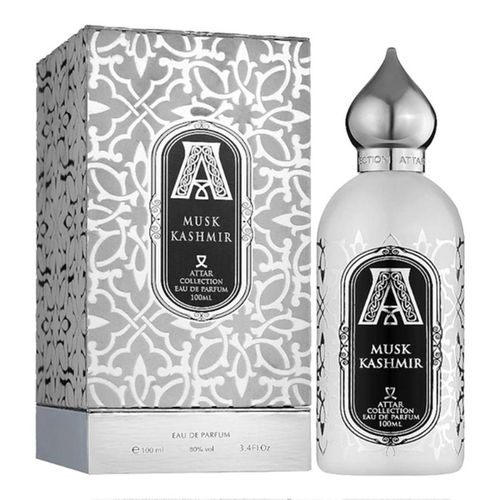 A
MUSK
KASHMIR
ATTAR
COLLECTION
EAU DE PARFUM
100ML
EAU DE PARFUM
℮ 100 ml 80% vol 3.4Fl.Oz
ECTION ATTAR
A
MUSK
KASHMIR
ATTAR
COLLECTION
EAU DE PARFUM
100ML